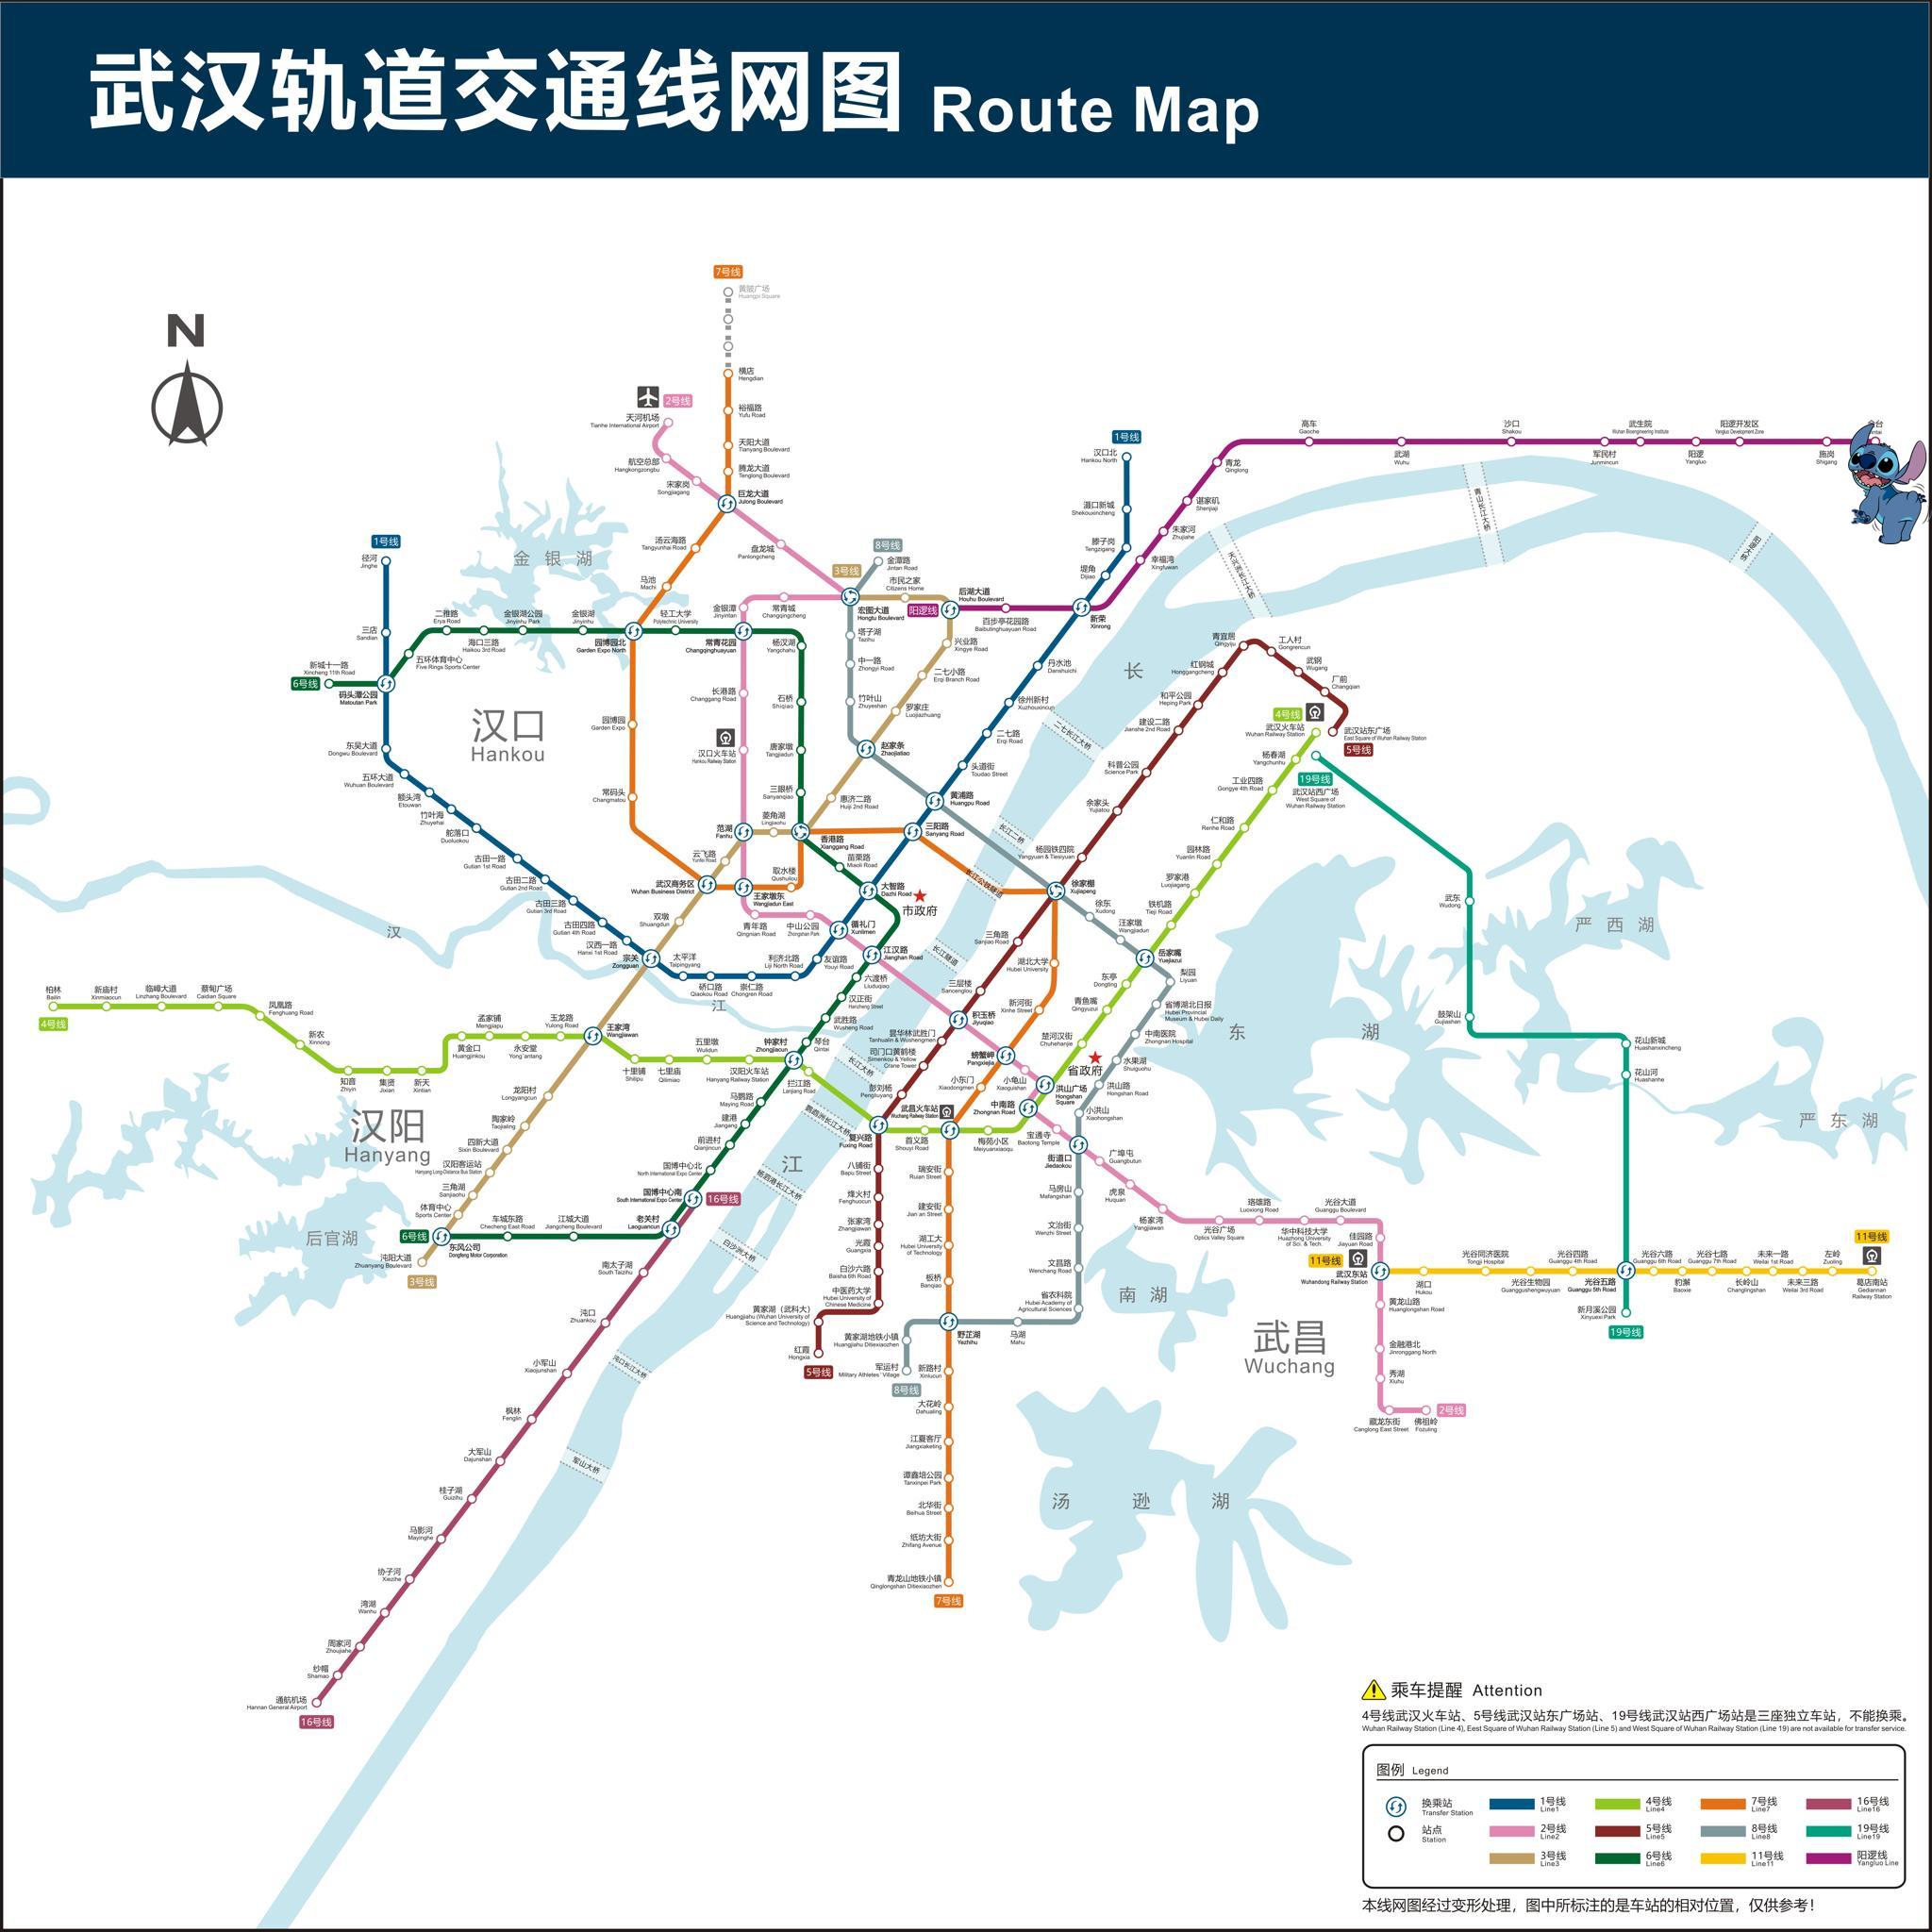 武汉轨道交通线网图 Route Map
N
7号线
黄陂广场
Huangpi Square
横店
Hengdian
裕福路
Yufu Road
天阳大道
Tianyang Boulevard
腾龙大道
Tenglong Boulevard
巨龙大道
Julong Boulevard
2号线
天河机场
Tianhe International Airport
航空总部
Hangkongzongbu
宋家岗
Songjiagang
盘龙城
Panlongcheng
汤云海路
Tangyunhai Road
马池
Machi
1号线
汉口北
Hankou North
滠口新城
Shekouxincheng
滕子岗
Tengzigang
堤角
Dijiao
新荣
Xinrong
青龙
Qinglong
谌家矶
Shenjiaji
朱家河
Zhujiahe
幸福湾
Xingfuwan
高车
Gaoche
武湖
Wuhu
沙口
Shakou
军民村
Junmincun
武生院
Wuhan Bioengineering Institute
阳逻
Yangluo
阳逻开发区
Yangluo Development Zone
施岗
Shigang
台
天兴洲长江大桥
青山长江大桥
阳逻大桥
1号线
径河
Jinghe
三店
Sandian
金银湖
8号线
金潭路
Jintan Road
3号线
市民之家
Citizens Home
宏图大道
Hongtu Boulevard
阳逻线
后湖大道
Houhu Boulevard
百步亭花园路
Baibutinghuayuan Road
二雅路
Erya Road
海口三路
Haikou 3rd Road
金银湖公园
Jinyinhu Park
金银湖
Jinyinhu
园博园北
Garden Expo North
轻工大学
Polytechnic University
金银潭
Jinyintan
常青城
Changqingcheng
常青花园
Changqinghuayuan
杨汊湖
Yangchahu
五环体育中心
Five Rings Sports Center
新城十一路
Xincheng 11th Road
6号线
码头潭公园
Matoutan Park
塔子湖
Tazihu
中一路
Zhongyi Road
竹叶山
Zhuyeshan
兴业路
Xingye Road
二七小路
Erqi Branch Road
罗家庄
Luojiazhuang
赵家条
Zhaojiatiao
惠济二路
Huiji 2nd Road
丹水池
Danshuichi
徐州新村
Xuzhouxincun
二七路
Erqi Road
头道街
Toudao Street
黄浦路
Huangpu Road
三阳路
Sanyang Road
长
汉口
Hankou
东吴大道
Dongwu Boulevard
五环大道
Wuhuan Boulevard
额头湾
Etouwan
竹叶海
Zhuyehai
舵落口
Duoluokou
古田一路
Gutian 1st Road
古田二路
Gutian 2nd Road
古田三路
Gutian 3rd Road
古田四路
Gutian 4th Road
汉西一路
Hanxi 1st Road
宗关
Zongguan
园博园
Garden Expo
常码头
Changmatou
长港路
Changgang Road
汉口火车站
Hankou Railway Station
范湖
Fanhu
石桥
Shiqiao
唐家墩
Tangjiadun
三眼桥
Sanyanqiao
菱角湖
Lingjiaohu
香港路
Xianggang Road
云飞路
Yunfei Road
武汉商务区
Wuhan Business District
王家墩东
Wangjiadun East
取水楼
Qushuilou
苗栗路
Miaoli Road
大智路
Dazhi Road
市政府
双墩
Shuangdun
青年路
Qingnian Road
中山公园
Zhongshan Park
循礼门
Xunlimen
江汉路
Jianghan Road
太平洋
Taipingyang
硚口路
Qiaokou Road
崇仁路
Chongren Road
利济北路
Liji North Road
友谊路
Youyi Road
六渡桥
Liuduqiao
汉正街
Hanzheng Street
武胜路
Wusheng Road
琴台
Qintai
汉
江
青宜居
Qingyiju
工人村
Gongrencun
武钢
Wugang
厂前
Changqian
武汉站东广场
East Square of Wuhan Railway Station
5号线
红钢城
Honggangcheng
和平公园
Heping Park
建设二路
Jianshe 2nd Road
科普公园
Science Park
余家头
Yujiatou
杨园铁四院
Yangyuan & Tiesiyuan
徐家棚
Xujiapeng
4号线
武汉火车站
Wuhan Railway Station
杨春湖
Yangchunhu
19号线
武汉站西广场
West Square of
Wuhan Railway Station
工业四路
Gongye 4th Road
仁和路
Renhe Road
园林路
Yuanlin Road
罗家港
Luojiagang
铁机路
Tieji Road
徐东
Xudong
汪家墩
Wangjiadun
岳家嘴
Yuejiazui
东亭
Dongting
青鱼嘴
Qingyuzui
楚河汉街
Chuhehanjie
梨园
Liyuan
省博湖北日报
Hubei Provincial
Museum & Hubei Daily
中南医院
Zhongnan Hospital
水果湖
Shuiguohu
洪山路
Hongshan Road
小洪山
Xiaohongshan
省政府
二七长江大桥
长江二桥
长江公铁隧道
长江隧道
长江大桥
鹦鹉洲长江大桥
杨泗港长江大桥
白沙洲大桥
沌口长江大桥
军山大桥
三角路
Sanjiao Road
湖北大学
Hubei University
三层楼
Sancenglou
新河街
Xinhe Street
积玉桥
Jiyuqiao
螃蟹岬
Pangxiejia
昙华林武胜门
Tanhualin & Wushengmen
司门口黄鹤楼
Simenkou & Yellow
Crane Tower
彭刘杨
Pengliuyang
复兴路
Fuxing Road
小东门
Xiaodongmen
小龟山
Xiaoguishan
洪山广场
Hongshan
Square
中南路
Zhongnan Road
武昌火车站
Wuchang Railway Station
首义路
Shouyi Road
梅苑小区
Meiyuanxiaoqu
宝通寺
Baotong Temple
街道口
Jiedaokou
广埠屯
Guangbutun
虎泉
Huquan
杨家湾
Yangjiawan
光谷广场
Optics Valley Square
珞雄路
Luoxiong Road
华中科技大学
Huazhong University
of Sci. & Tech.
光谷大道
Guanggu Boulevard
佳园路
Jiayuan Road
11号线
武汉东站
Wuhandong Railway Station
湖口
Hukou
光谷同济医院
Tongji Hospital
光谷生物园
Guanggushengwuyuan
光谷四路
Guanggu 4th Road
光谷五路
Guanggu 5th Road
光谷六路
Guanggu 6th Road
豹澥
Baoxie
光谷七路
Guanggu 7th Road
长岭山
Changlingshan
未来一路
Weilai 1st Road
未来三路
Weilai 3rd Road
左岭
Zuoling
11号线
葛店南站
Gediannan
Railway Station
新月溪公园
Xinyuexi Park
19号线
黄龙山路
Huanglongshan Road
金融港北
Jinronggang North
秀湖
Xiuhu
藏龙东街
Canglong East Street
佛祖岭
Fozuling
2号线
武东
Wudong
鼓架山
Gujiashan
花山新城
Huashanxincheng
花山河
Huashanhe
严西湖
严东湖
东湖
南湖
武昌
Wuchang
汤逊湖
柏林
Bailin
4号线
新庙村
Xinmiaocun
临嶂大道
Linzhang Boulevard
蔡甸广场
Caidian Square
凤凰路
Fenghuang Road
新农
Xinnong
知音
Zhiyin
集贤
Jixian
新天
Xintian
黄金口
Huangjinkou
孟家铺
Mengjiapu
永安堂
Yong'antang
玉龙路
Yulong Road
王家湾
Wangjiawan
十里铺
Shilipu
七里庙
Qilimiao
五里墩
Wulidun
汉阳火车站
Hanyang Railway Station
钟家村
Zhongjiacun
拦江路
Lanjiang Road
马鹦路
Maying Road
建港
Jiangang
前进村
Qianjincun
国博中心北
North International Expo Center
国博中心南
South International Expo Center
16号线
老关村
Laoguancun
江
汉阳
Hanyang
后官湖
龙阳村
Longyangcun
陶家岭
Taojialing
四新大道
Sixin Boulevard
汉阳客运站
Hanyang Long-Distance Bus Station
三角湖
Sanjiaohu
体育中心
Sports Center
6号线
东风公司
Dongfeng Motor Corporation
沌阳大道
Zhuanyang Boulevard
3号线
车城东路
Checheng East Road
江城大道
Jiangcheng Boulevard
南太子湖
South Taizihu
沌口
Zhuankou
小军山
Xiaojunshan
枫林
Fenglin
大军山
Dajunshan
桂子湖
Guizihu
马影河
Mayinghe
协子河
Xiezihe
湾湖
Wanhu
周家河
Zhoujiahe
纱帽
Shamao
通航机场
Hannan General Airport
16号线
八铺街
Bapu Street
烽火村
Fenghuocun
张家湾
Zhangjiawan
光霞
Guangxia
白沙六路
Baisha 6th Road
中医药大学
Hubei University of
Chinese Medicine
黄家湖（武科大）
Huangjiahu (Wuhan University of
Science and Technology)
红霞
Hongxia
5号线
瑞安街
Ruian Street
建安街
Jian an Street
湖工大
Hubei University
of Technology
板桥
Banqiao
野芷湖
Yezhihu
新路村
Xinlucun
大花岭
Dahualing
江夏客厅
Jiangxiaketing
谭鑫培公园
Tanxinpei Park
北华街
Beihua Street
纸坊大街
Zhifang Avenue
青龙山地铁小镇
Qinglongshan Ditiexiaozhen
7号线
马房山
Mafangshan
文治街
Wenzhi Street
文昌路
Wenchang Road
省农科院
Hubei Academy of
Agricultural Sciences
马湖
Mahu
黄家湖地铁小镇
Huangjiahu Ditiexiaozhen
军运村
Military Athletes' Village
8号线
乘车提醒 Attention
4号线武汉火车站、5号线武汉站东广场站、19号线武汉站西广场站是三座独立车站，不能换乘。
Wuhan Railway Station (Line 4), Eest Square of Wuhan Railway Station (Line 5) and West Square of Wuhan Railway Station (Line 19) are not available for transfer service.
图例 Legend
换乘站
Transfer Station
站点
Station
1号线
Line1
2号线
Line2
3号线
Line3
4号线
Line4
5号线
Line5
6号线
Line6
7号线
Line7
8号线
Line8
11号线
Line11
16号线
Line16
19号线
Line19
阳逻线
Yangluo Line
本线网图经过变形处理，图中所标注的是车站的相对位置，仅供参考！